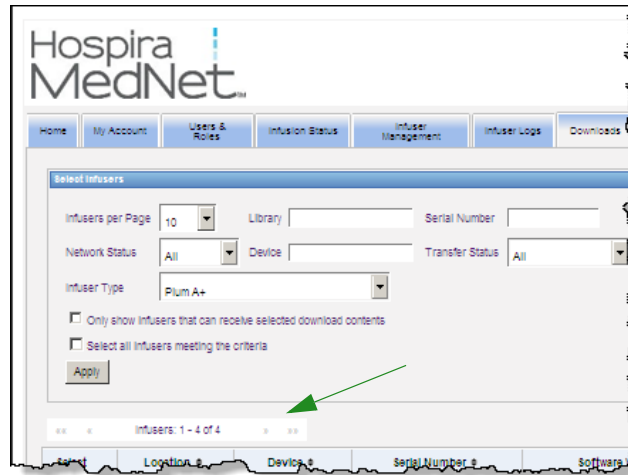 Hospira
MedNet™
Home My Account Users & Roles Infusion Status Infuser Management Infuser Logs Downloads
Select Infusers
Infusers per Page 10 Library Serial Number
Network Status All Device Transfer Status All
Infuser Type Plum A+
Only show infusers that can receive selected download contents
Select all infusers meeting the criteria
Apply
«« « Infusers: 1 - 4 of 4 » »»
Select Location Device Serial Number Software